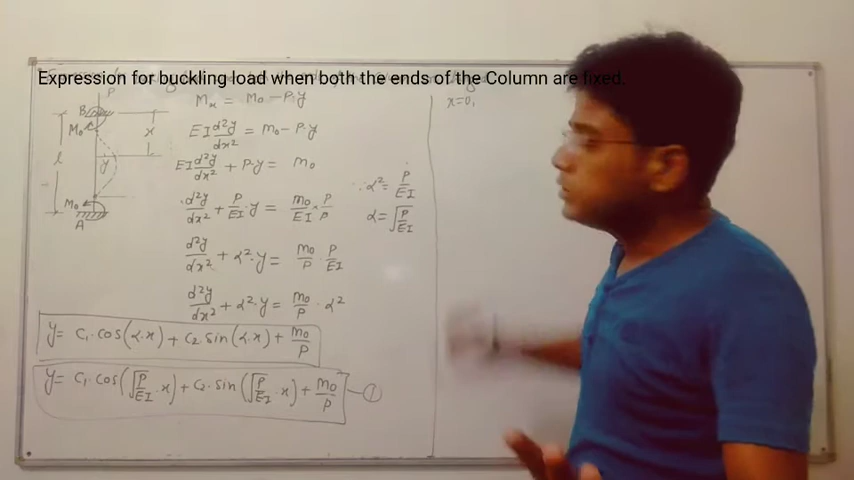 Expression for buckling load when both the ends of the Column are fixed.
P
B
M₀
x
l
y
M₀
A
Mₓ = M₀ - P·y
EI d²y/dx² = M₀ - P·y
EI d²y/dx² + P·y = M₀
d²y/dx² + P/EI · y = M₀/EI × P/P
∴ α² = P/EI
α = √(P/EI)
d²y/dx² + α²·y = M₀/P · P/EI
d²y/dx² + α²·y = M₀/P · α²
y = C₁·cos(α·x) + C₂·sin(α·x) + M₀/P
y = C₁·cos(√(P/EI)·x) + C₂·sin(√(P/EI)·x) + M₀/P —①
x=0,